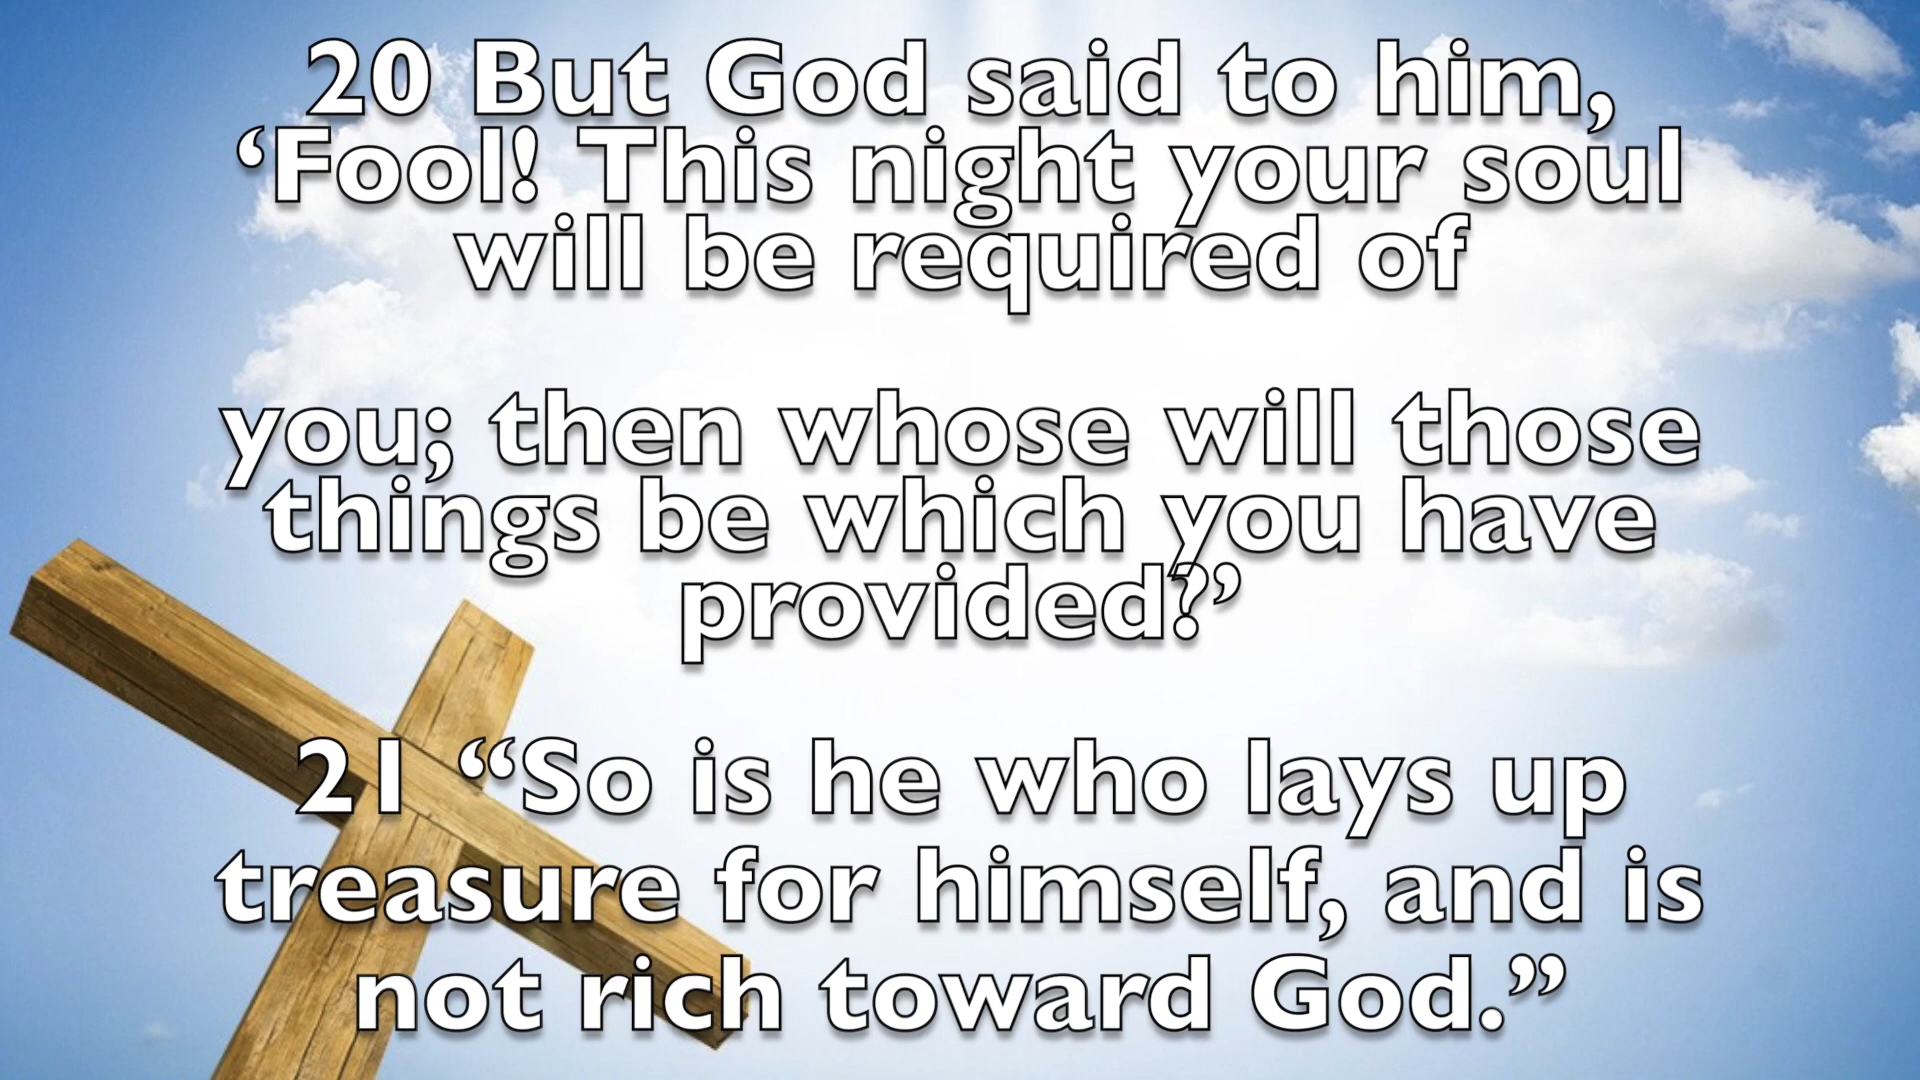 20 But God said to him,
‘Fool! This night your soul
will be required of
you; then whose will those
things be which you have
provided?’
21 “So is he who lays up
treasure for himself, and is
not rich toward God.”